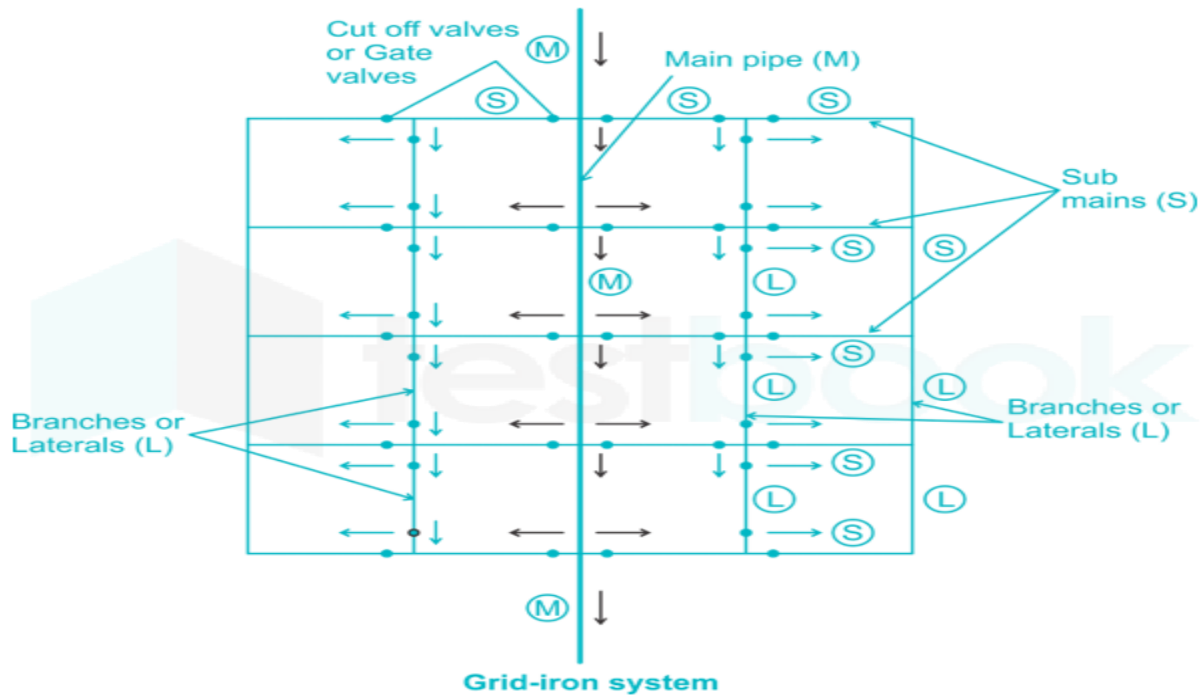 Cut off valves
or Gate
valves
M
Main pipe (M)
S
S
S
Sub
mains (S)
S
S
M
L
testbook
S
L
L
Branches or
Laterals (L)
Branches or
Laterals (L)
S
L
L
S
M
Grid-iron system